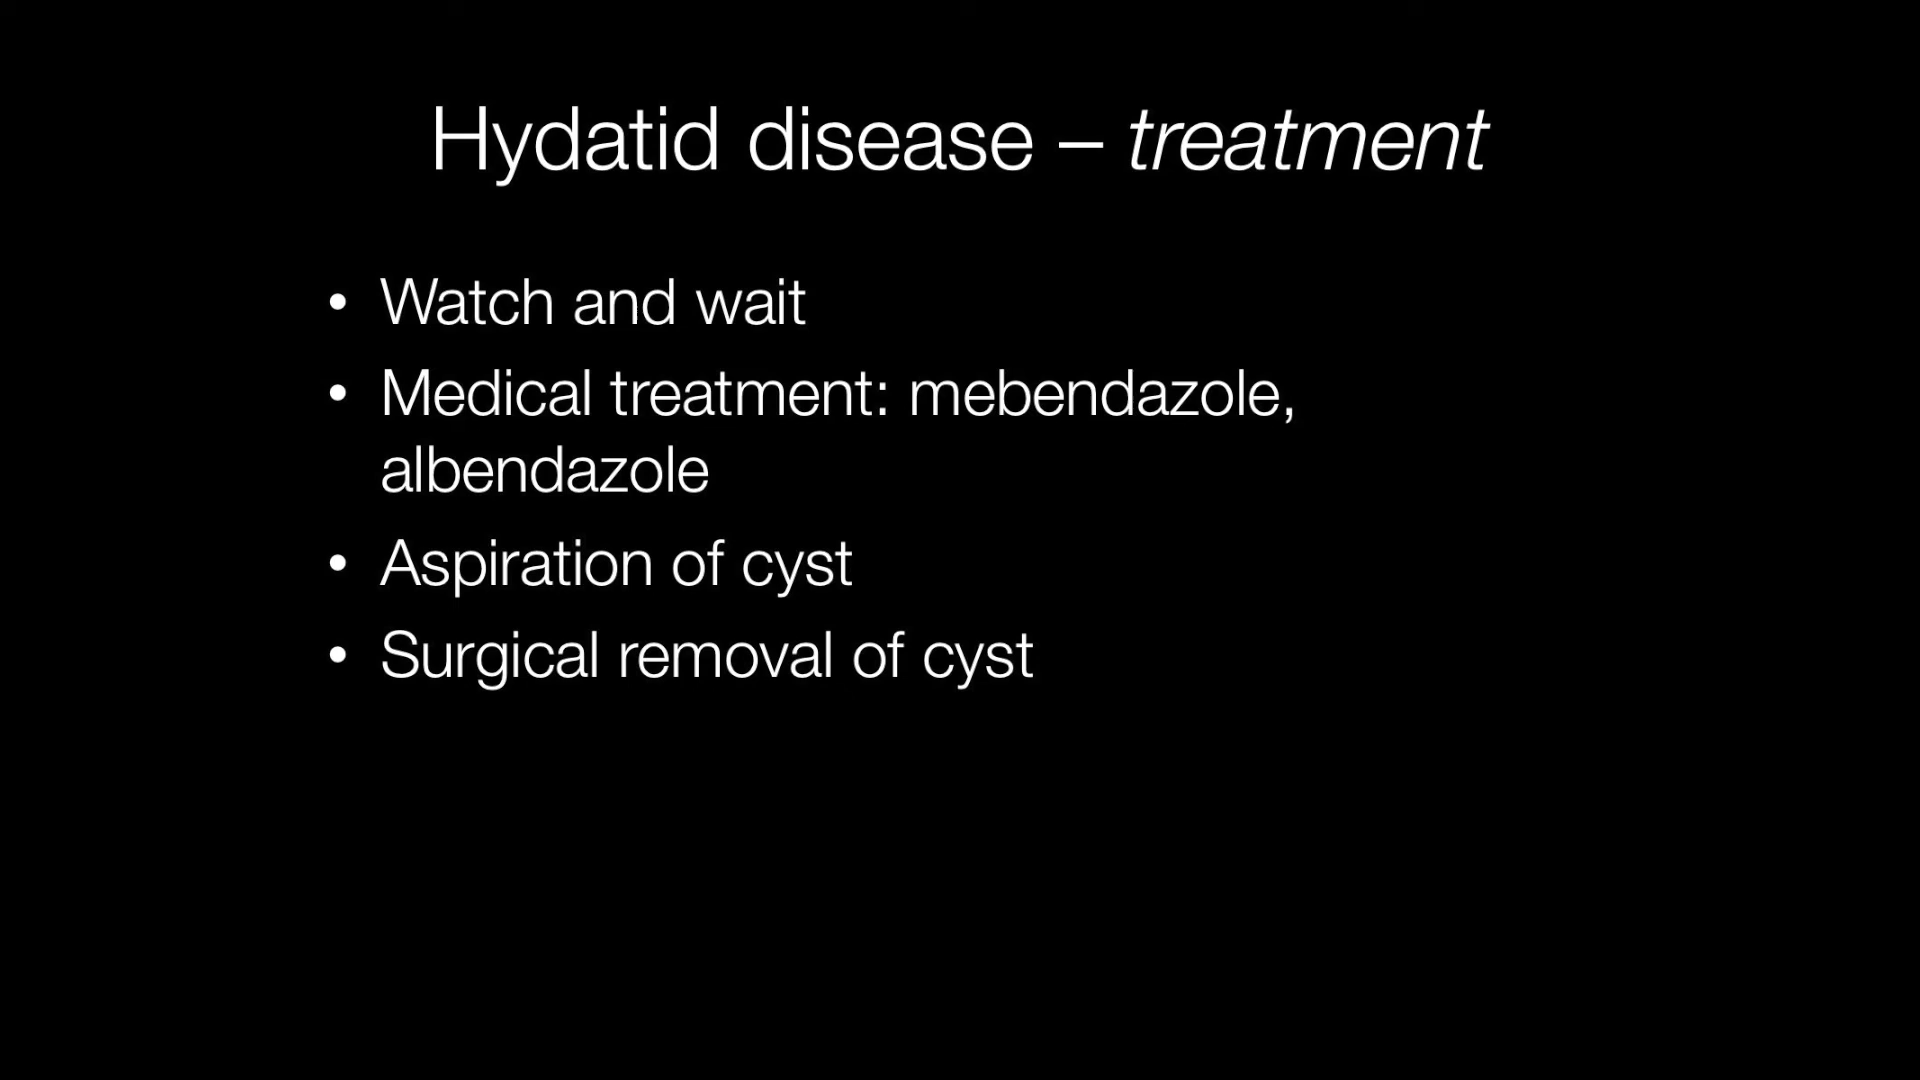 Hydatid disease – treatment
• Watch and wait
• Medical treatment: mebendazole,
albendazole
• Aspiration of cyst
• Surgical removal of cyst